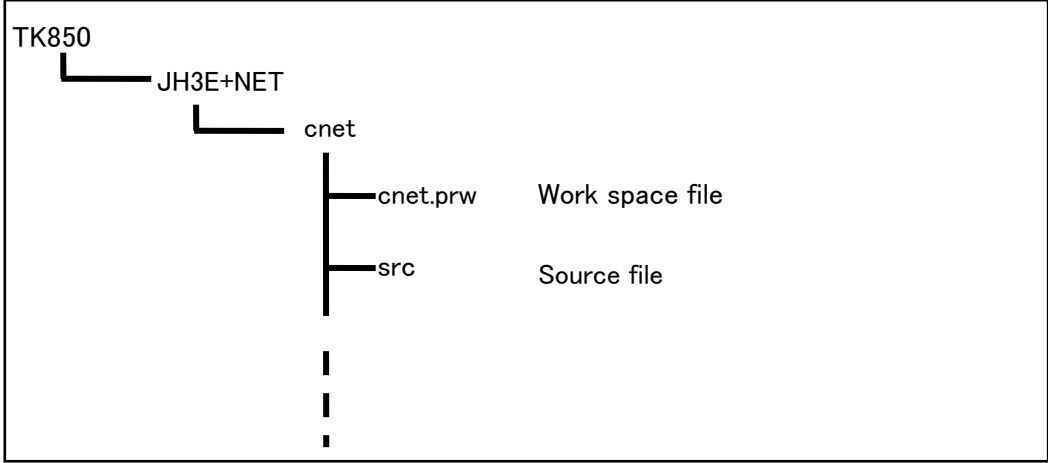 TK850
JH3E+NET
cnet
cnet.prw Work space file
src Source file